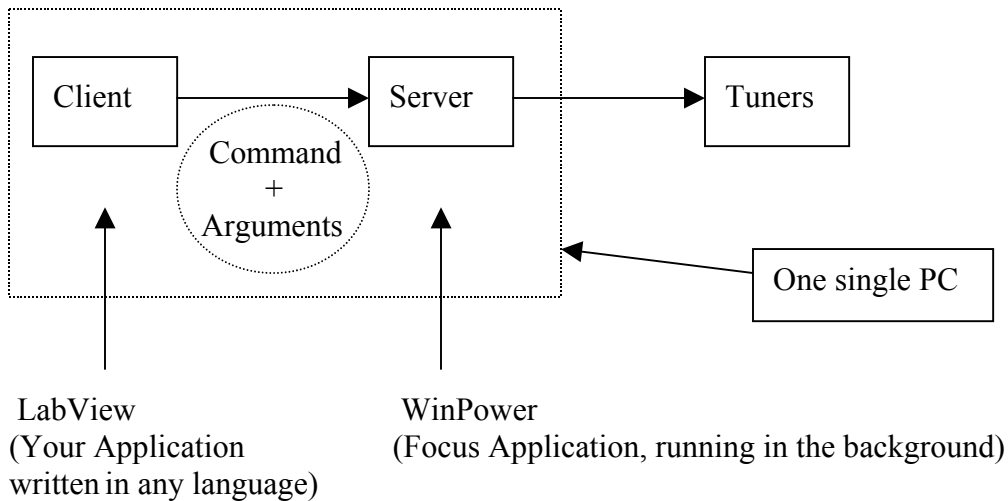 Client
Server
Tuners
Command
+
Arguments
One single PC
LabView
(Your Application
written in any language)
WinPower
(Focus Application, running in the background)